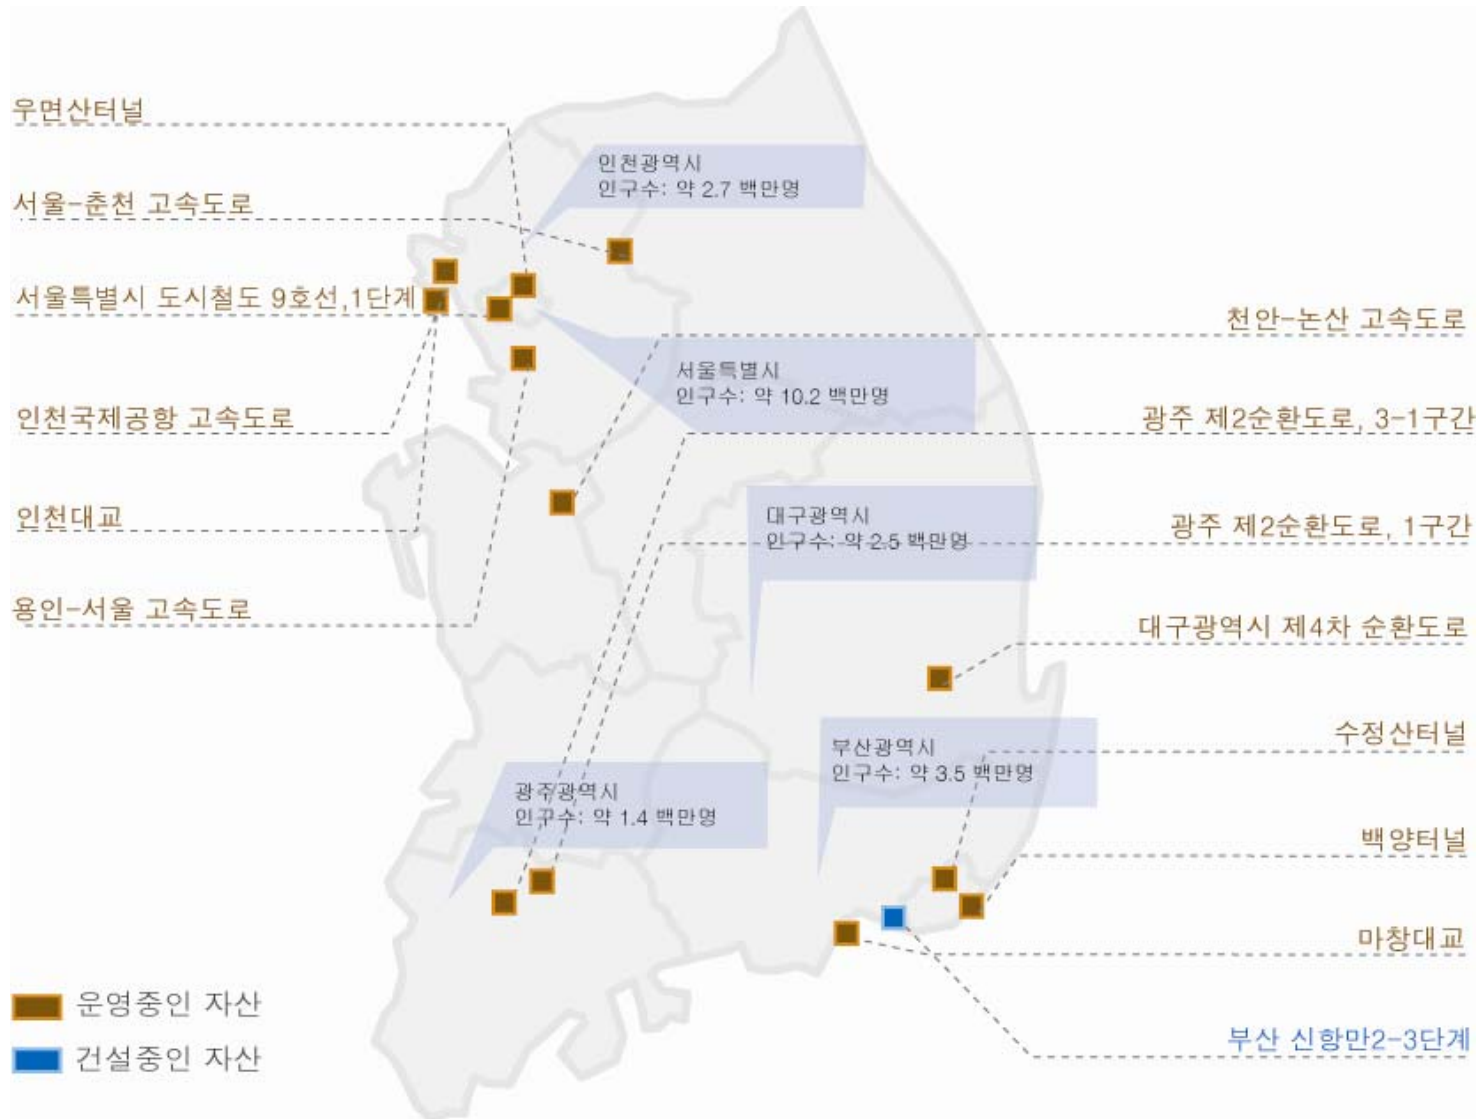 우면산터널
서울-춘천 고속도로
서울특별시 도시철도 9호선,1단계
인천국제공항 고속도로
인천대교
용인-서울 고속도로
인천광역시
인구수: 약 2.7 백만명
서울특별시
인구수: 약 10.2 백만명
대구광역시
인구수: 약 2.5 백만명
부산광역시
인구수: 약 3.5 백만명
광주광역시
인구수: 약 1.4 백만명
천안-논산 고속도로
광주 제2순환도로, 3-1구간
광주 제2순환도로, 1구간
대구광역시 제4차 순환도로
수정산터널
백양터널
마창대교
부산 신항만2-3단계
운영중인 자산
건설중인 자산